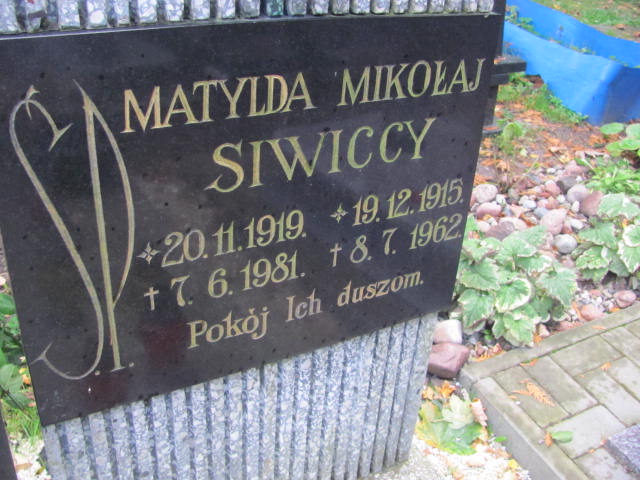 Ś.P.
MATYLDA MIKOŁAJ
SIWICCY
20.11.1919. 19.12.1915.
† 7.6.1981. † 8.7.1962.
Pokój Ich duszom.